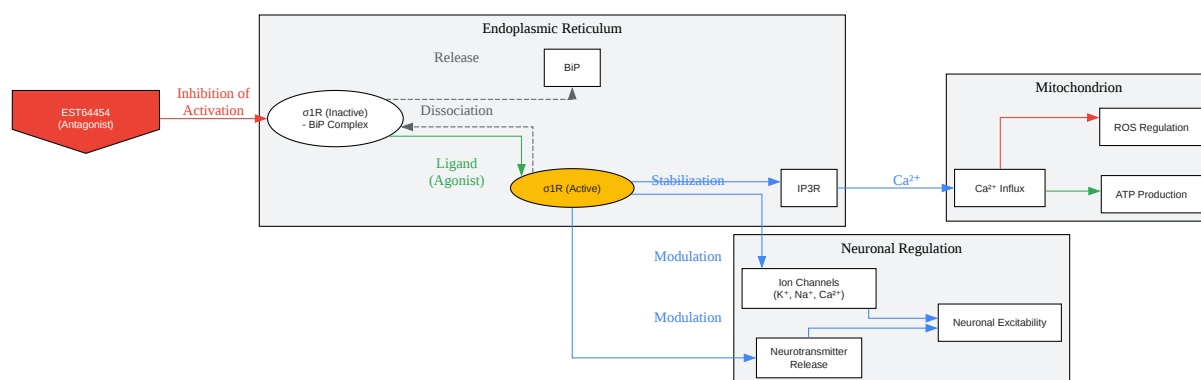 Endoplasmic Reticulum
Release
BiP
EST64454
(Antagonist)
Inhibition of
Activation
σ1R (Inactive)
- BiP Complex
Dissociation
Ligand
(Agonist)
σ1R (Active)
Stabilization
IP3R
Ca²⁺
Mitochondrion
ROS Regulation
Ca²⁺ Influx
ATP Production
Neuronal Regulation
Modulation
Ion Channels
(K⁺, Na⁺, Ca²⁺)
Modulation
Neuronal Excitability
Neurotransmitter
Release